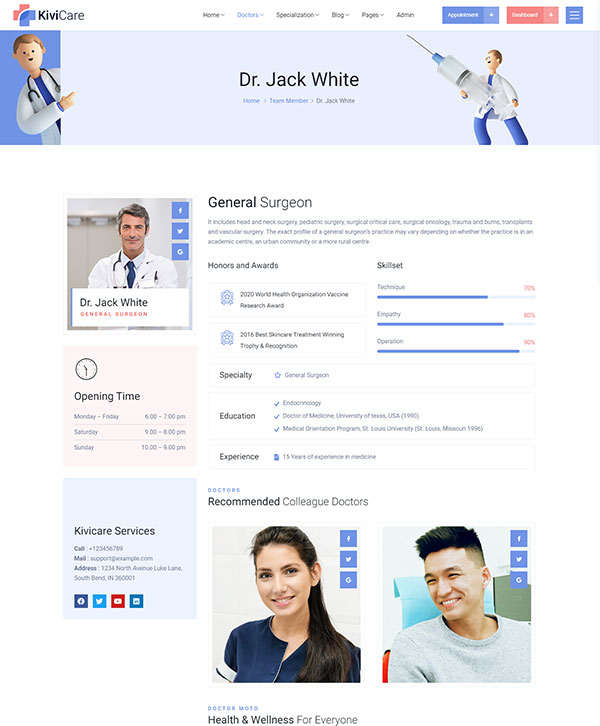 KiviCare
Home Doctors Specialization Blog Pages Admin
Appointment +
Dashboard +
Dr. Jack White
Home > Team Member > Dr. Jack White
Dr. Jack White
GENERAL SURGEON
Opening Time
Monday – Friday 6.00 – 7:00 pm
Saturday 9.00 – 8.00 pm
Sunday 10.00 – 9.00 pm
Kivicare Services
Call : +123456789
Mail : support@example.com
Address : 1234 North Avenue Luke Lane,
South Bend, IN 360001
General Surgeon
It includes head and neck surgery, pediatric surgery, surgical critical care, surgical oncology, trauma and burns, transplants
and vascular surgery. The exact profile of a general surgeon's practice may vary depending on whether the practice is in an
academic centre, an urban community or a more rural centre.
Honors and Awards
2020 World Health Organization Vaccine
Research Award
2016 Best Skincare Treatment Winning
Trophy & Recognition
Skillset
Technique 70%
Empathy 80%
Operation 90%
Specialty General Surgeon
Education
Endocrinology
Doctor of Medicine, University of texas, USA (1990)
Medical Orientation Program, St. Louis University (St. Louis, Missouri 1996)
Experience 15 Years of experience in medicine
DOCTORS
Recommended Colleague Doctors
DOCTOR MOTO
Health & Wellness For Everyone